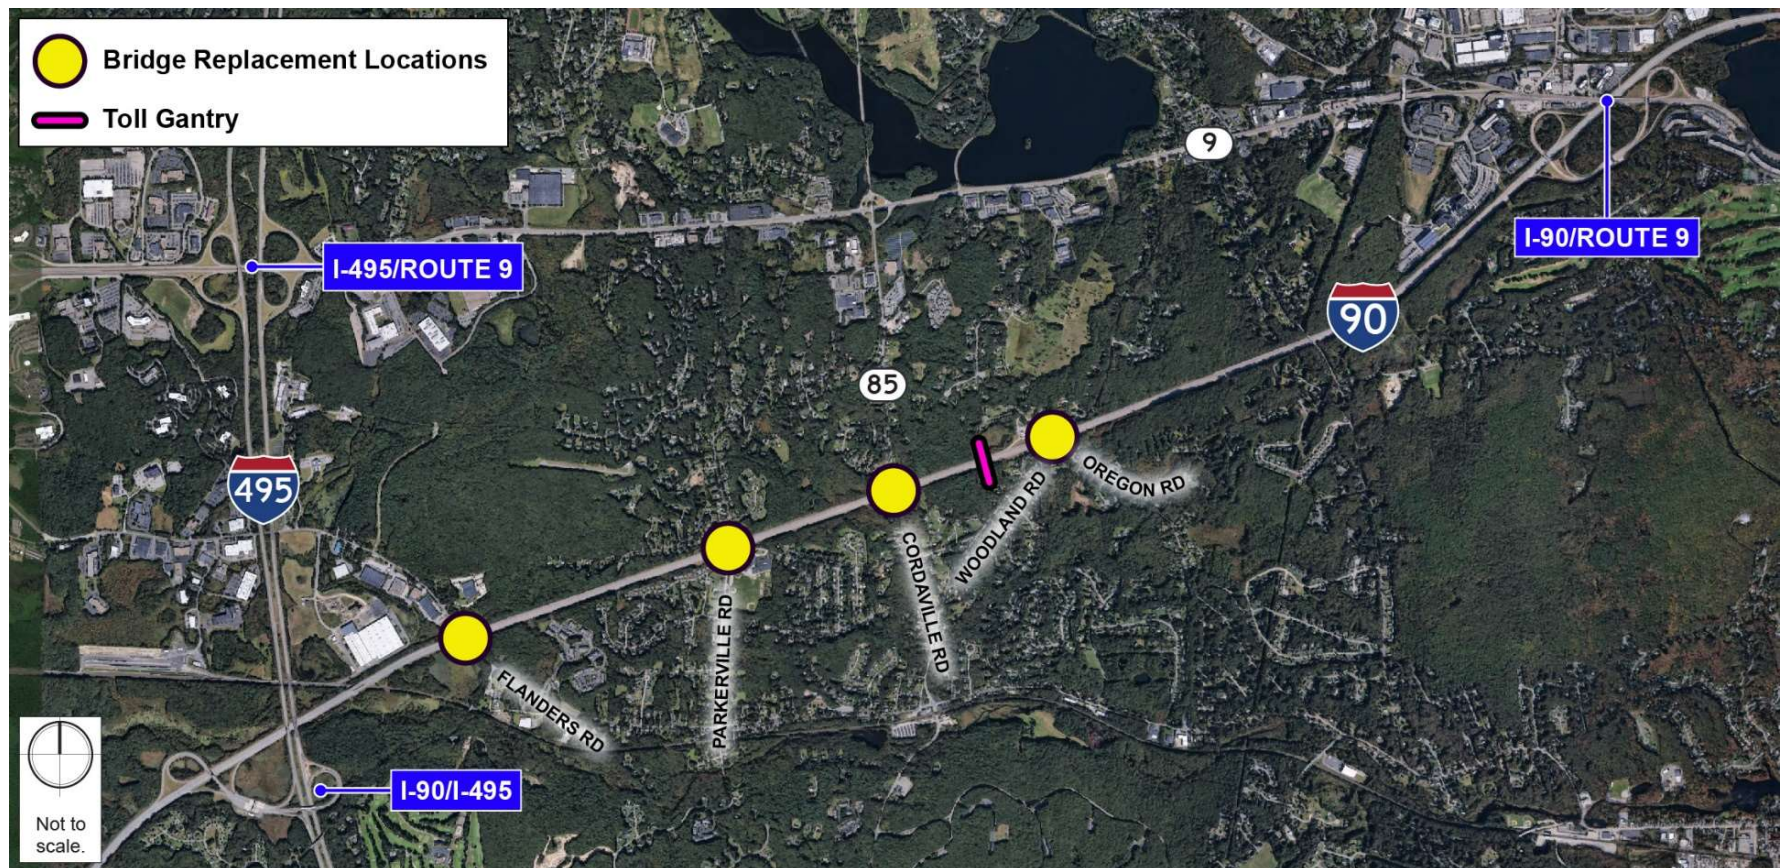 Bridge Replacement Locations
Toll Gantry
9
I-495/ROUTE 9
I-90/ROUTE 9
90
85
495
OREGON RD
WOODLAND RD
CORDAVILLE RD
PARKERVILLE RD
FLANDERS RD
I-90/I-495
Not to
scale.